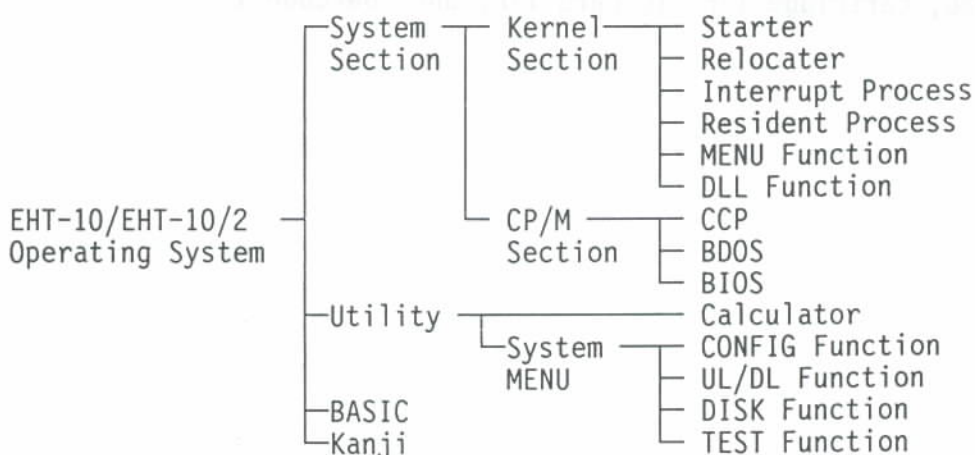 System Kernel Starter
Section Section Relocater
Interrupt Process
Resident Process
MENU Function
DLL Function
EHT-10/EHT-10/2 CP/M CCP
Operating System Section BDOS
BIOS
Utility Calculator
System CONFIG Function
MENU UL/DL Function
BASIC DISK Function
Kanji TEST Function